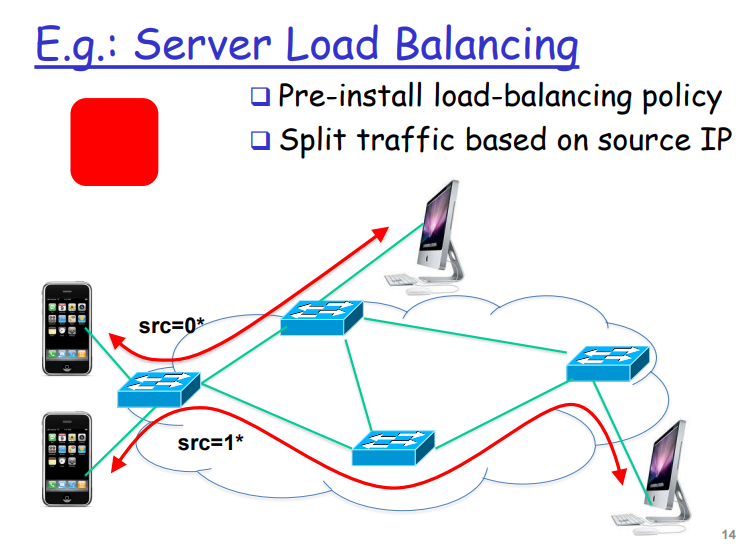 E.g.: Server Load Balancing
Pre-install load-balancing policy
Split traffic based on source IP
src=0*
src=1*
14